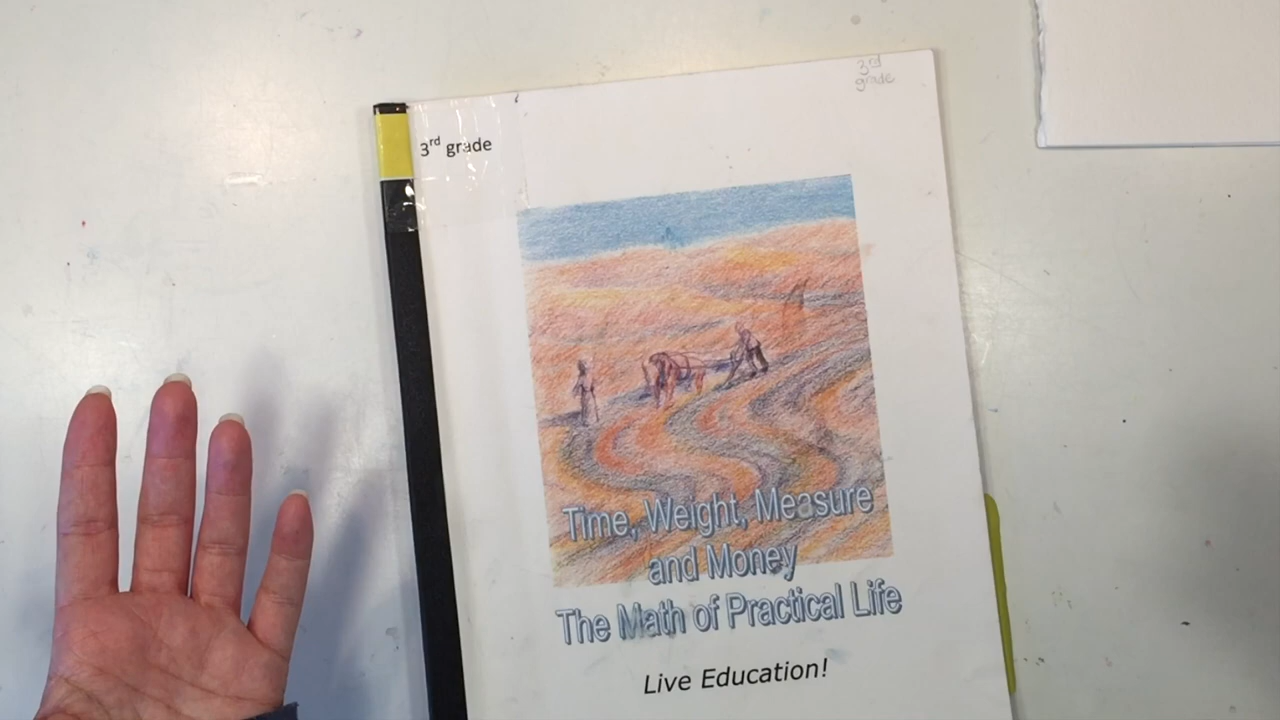 3rd
grade
3rd grade
Time, Weight, Measure
and Money
The Math of Practical Life
Live Education!